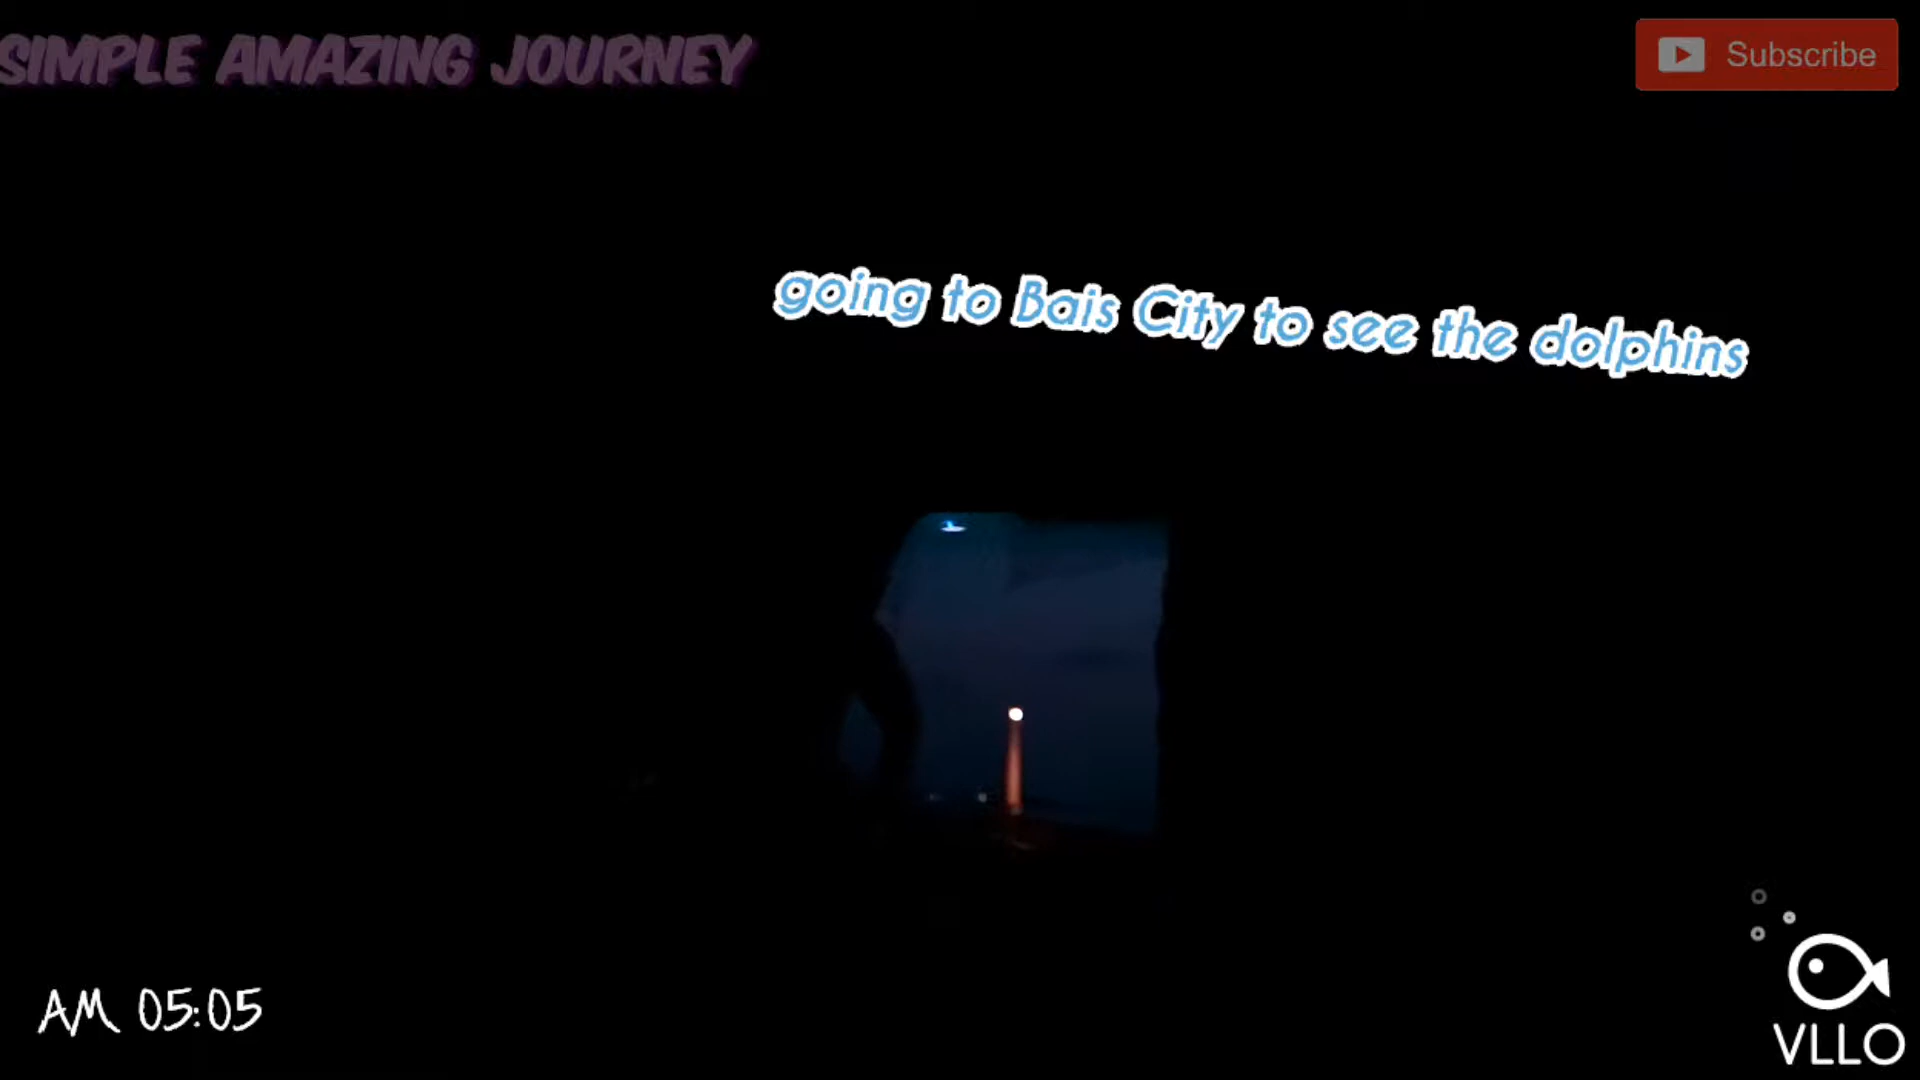 SIMPLE AMAZING JOURNEY
Subscribe
going to Bais City to see the dolphins
AM 05:05
VLLO